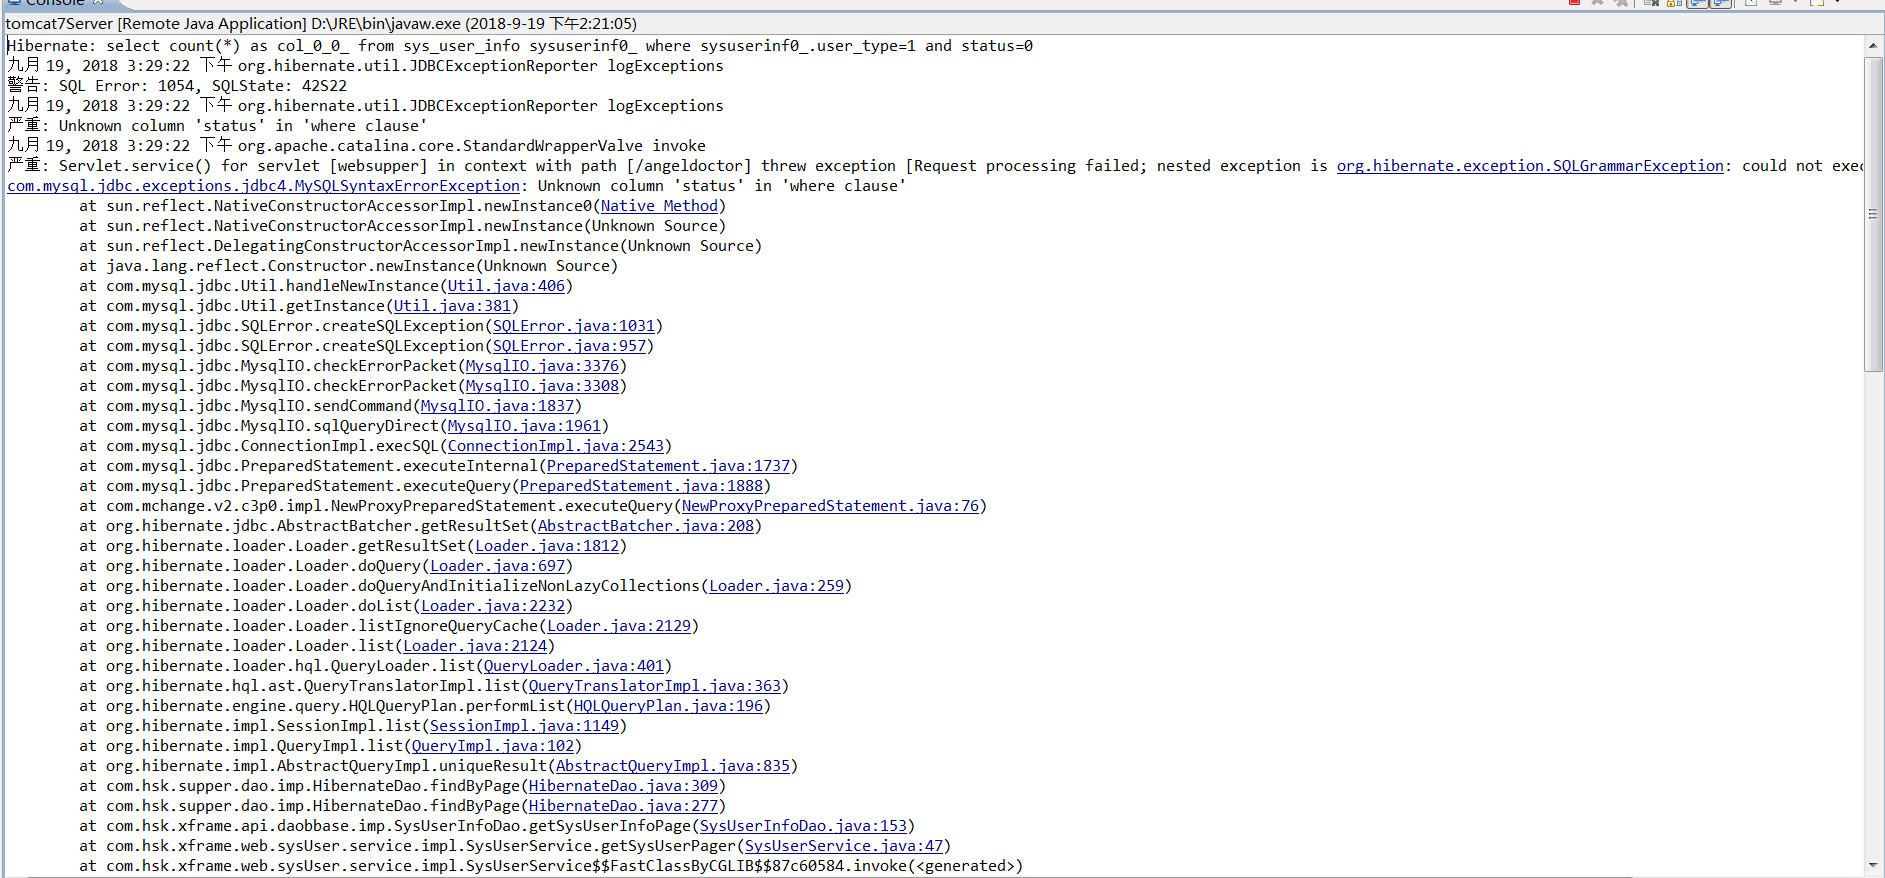 Console
tomcat7Server [Remote Java Application] D:\JRE\bin\javaw.exe (2018-9-19 下午2:21:05)
Hibernate: select count(*) as col_0_0_ from sys_user_info sysuserinf0_ where sysuserinf0_.user_type=1 and status=0
九月 19, 2018 3:29:22 下午 org.hibernate.util.JDBCExceptionReporter logExceptions
警告: SQL Error: 1054, SQLState: 42S22
九月 19, 2018 3:29:22 下午 org.hibernate.util.JDBCExceptionReporter logExceptions
严重: Unknown column 'status' in 'where clause'
九月 19, 2018 3:29:22 下午 org.apache.catalina.core.StandardWrapperValve invoke
严重: Servlet.service() for servlet [websupper] in context with path [/angeldoctor] threw exception [Request processing failed; nested exception is org.hibernate.exception.SQLGrammarException: could not exec
com.mysql.jdbc.exceptions.jdbc4.MySQLSyntaxErrorException: Unknown column 'status' in 'where clause'
at sun.reflect.NativeConstructorAccessorImpl.newInstance0(Native Method)
at sun.reflect.NativeConstructorAccessorImpl.newInstance(Unknown Source)
at sun.reflect.DelegatingConstructorAccessorImpl.newInstance(Unknown Source)
at java.lang.reflect.Constructor.newInstance(Unknown Source)
at com.mysql.jdbc.Util.handleNewInstance(Util.java:406)
at com.mysql.jdbc.Util.getInstance(Util.java:381)
at com.mysql.jdbc.SQLError.createSQLException(SQLError.java:1031)
at com.mysql.jdbc.SQLError.createSQLException(SQLError.java:957)
at com.mysql.jdbc.MysqlIO.checkErrorPacket(MysqlIO.java:3376)
at com.mysql.jdbc.MysqlIO.checkErrorPacket(MysqlIO.java:3308)
at com.mysql.jdbc.MysqlIO.sendCommand(MysqlIO.java:1837)
at com.mysql.jdbc.MysqlIO.sqlQueryDirect(MysqlIO.java:1961)
at com.mysql.jdbc.ConnectionImpl.execSQL(ConnectionImpl.java:2543)
at com.mysql.jdbc.PreparedStatement.executeInternal(PreparedStatement.java:1737)
at com.mysql.jdbc.PreparedStatement.executeQuery(PreparedStatement.java:1888)
at com.mchange.v2.c3p0.impl.NewProxyPreparedStatement.executeQuery(NewProxyPreparedStatement.java:76)
at org.hibernate.jdbc.AbstractBatcher.getResultSet(AbstractBatcher.java:208)
at org.hibernate.loader.Loader.getResultSet(Loader.java:1812)
at org.hibernate.loader.Loader.doQuery(Loader.java:697)
at org.hibernate.loader.Loader.doQueryAndInitializeNonLazyCollections(Loader.java:259)
at org.hibernate.loader.Loader.doList(Loader.java:2232)
at org.hibernate.loader.Loader.listIgnoreQueryCache(Loader.java:2129)
at org.hibernate.loader.Loader.list(Loader.java:2124)
at org.hibernate.loader.hql.QueryLoader.list(QueryLoader.java:401)
at org.hibernate.hql.ast.QueryTranslatorImpl.list(QueryTranslatorImpl.java:363)
at org.hibernate.engine.query.HQLQueryPlan.performList(HQLQueryPlan.java:196)
at org.hibernate.impl.SessionImpl.list(SessionImpl.java:1149)
at org.hibernate.impl.QueryImpl.list(QueryImpl.java:102)
at org.hibernate.impl.AbstractQueryImpl.uniqueResult(AbstractQueryImpl.java:835)
at com.hsk.supper.dao.imp.HibernateDao.findByPage(HibernateDao.java:309)
at com.hsk.supper.dao.imp.HibernateDao.findByPage(HibernateDao.java:277)
at com.hsk.xframe.api.daobbase.imp.SysUserInfoDao.getSysUserInfoPage(SysUserInfoDao.java:153)
at com.hsk.xframe.web.sysUser.service.impl.SysUserService.getSysUserPager(SysUserService.java:47)
at com.hsk.xframe.web.sysUser.service.impl.SysUserService$$FastClassByCGLIB$$87c60584.invoke(<generated>)